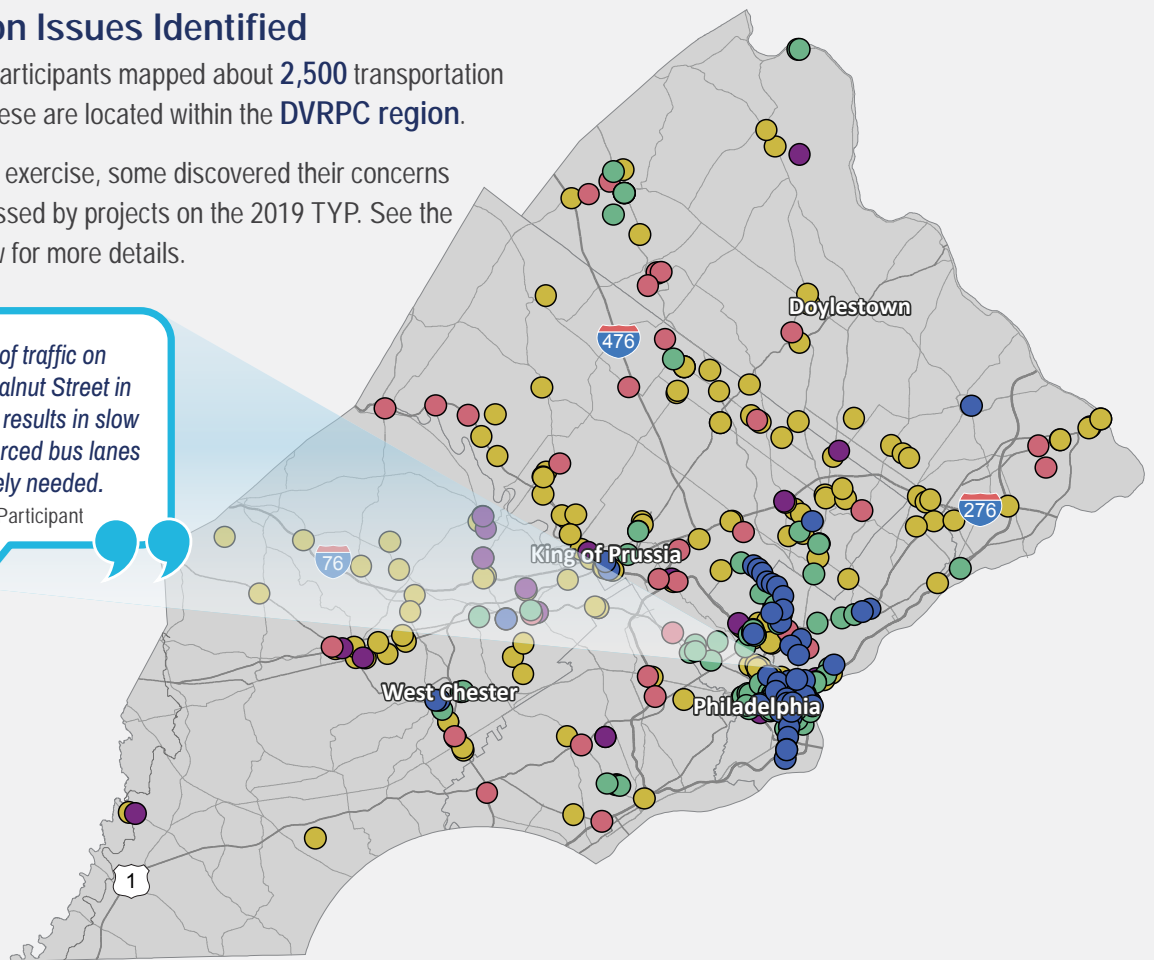 on Issues Identified
articipants mapped about 2,500 transportation
ese are located within the DVRPC region.
exercise, some discovered their concerns
ssed by projects on the 2019 TYP. See the
for more details.
of traffic on
alnut Street in
results in slow
rced bus lanes
ely needed.
Participant
Doylestown
476
276
King of Prussia
76
West Chester
Philadelphia
1